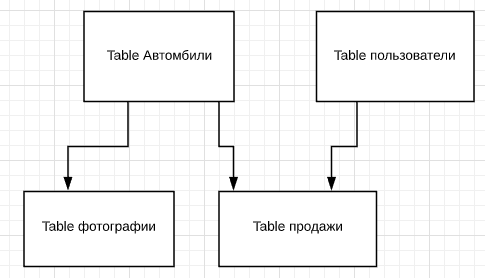 Table Автомбили
Table пользователи
Table фотографии
Table продажи